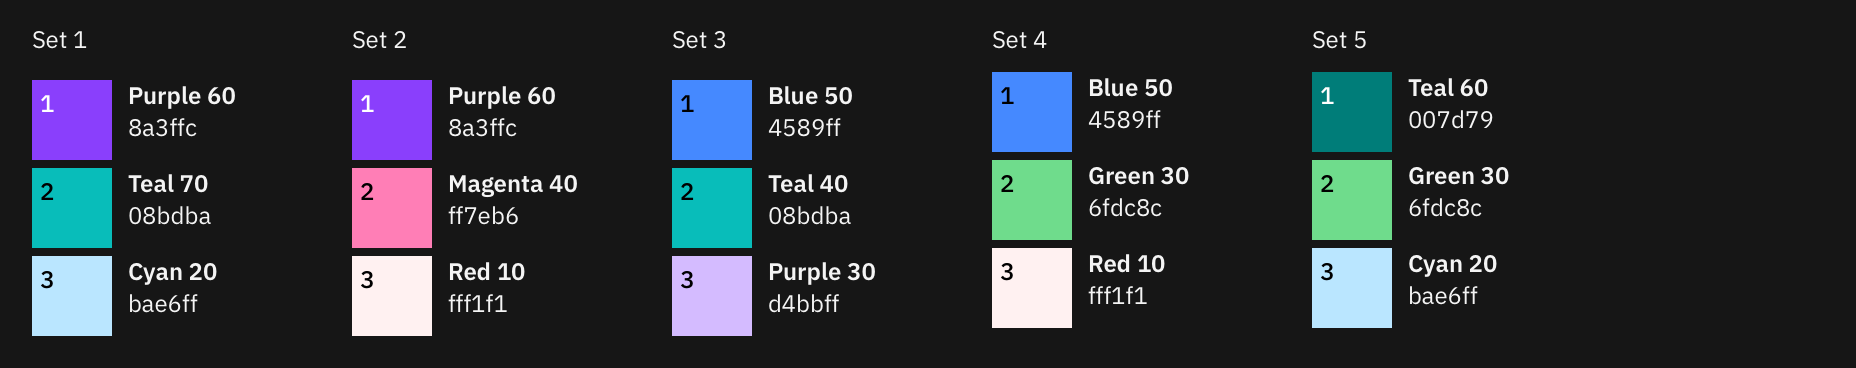 Set 1
1
Purple 60
8a3ffc
2
Teal 70
08bdba
3
Cyan 20
bae6ff
Set 2
1
Purple 60
8a3ffc
2
Magenta 40
ff7eb6
3
Red 10
fff1f1
Set 3
1
Blue 50
4589ff
2
Teal 40
08bdba
3
Purple 30
d4bbff
Set 4
1
Blue 50
4589ff
2
Green 30
6fdc8c
3
Red 10
fff1f1
Set 5
1
Teal 60
007d79
2
Green 30
6fdc8c
3
Cyan 20
bae6ff